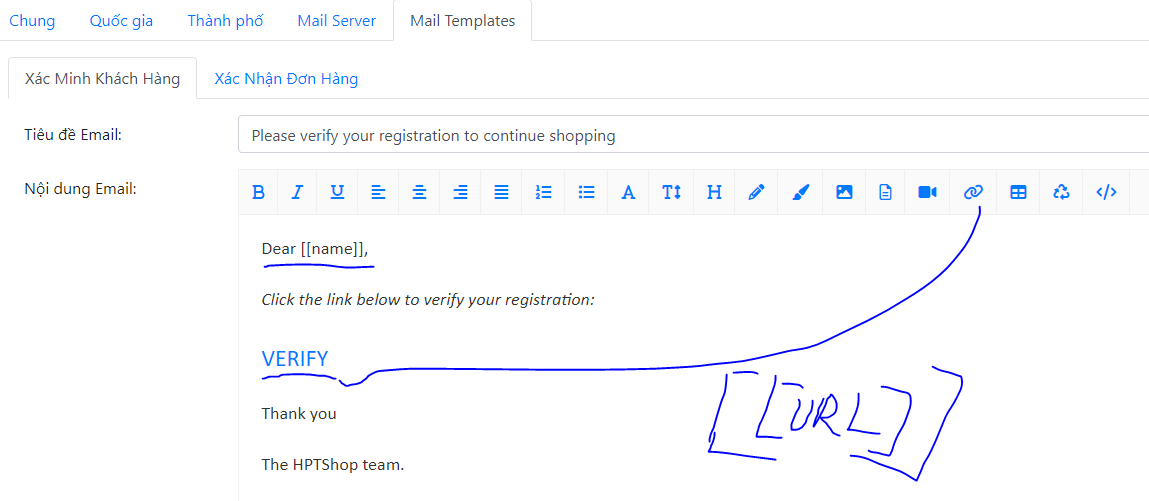 Chung Quốc gia Thành phố Mail Server Mail Templates
Xác Minh Khách Hàng Xác Nhận Đơn Hàng
Tiêu đề Email: Please verify your registration to continue shopping
Nội dung Email: B I U A T H </>
Dear [[name]],
Click the link below to verify your registration:
VERIFY
[[URL]]
Thank you
The HPTShop team.